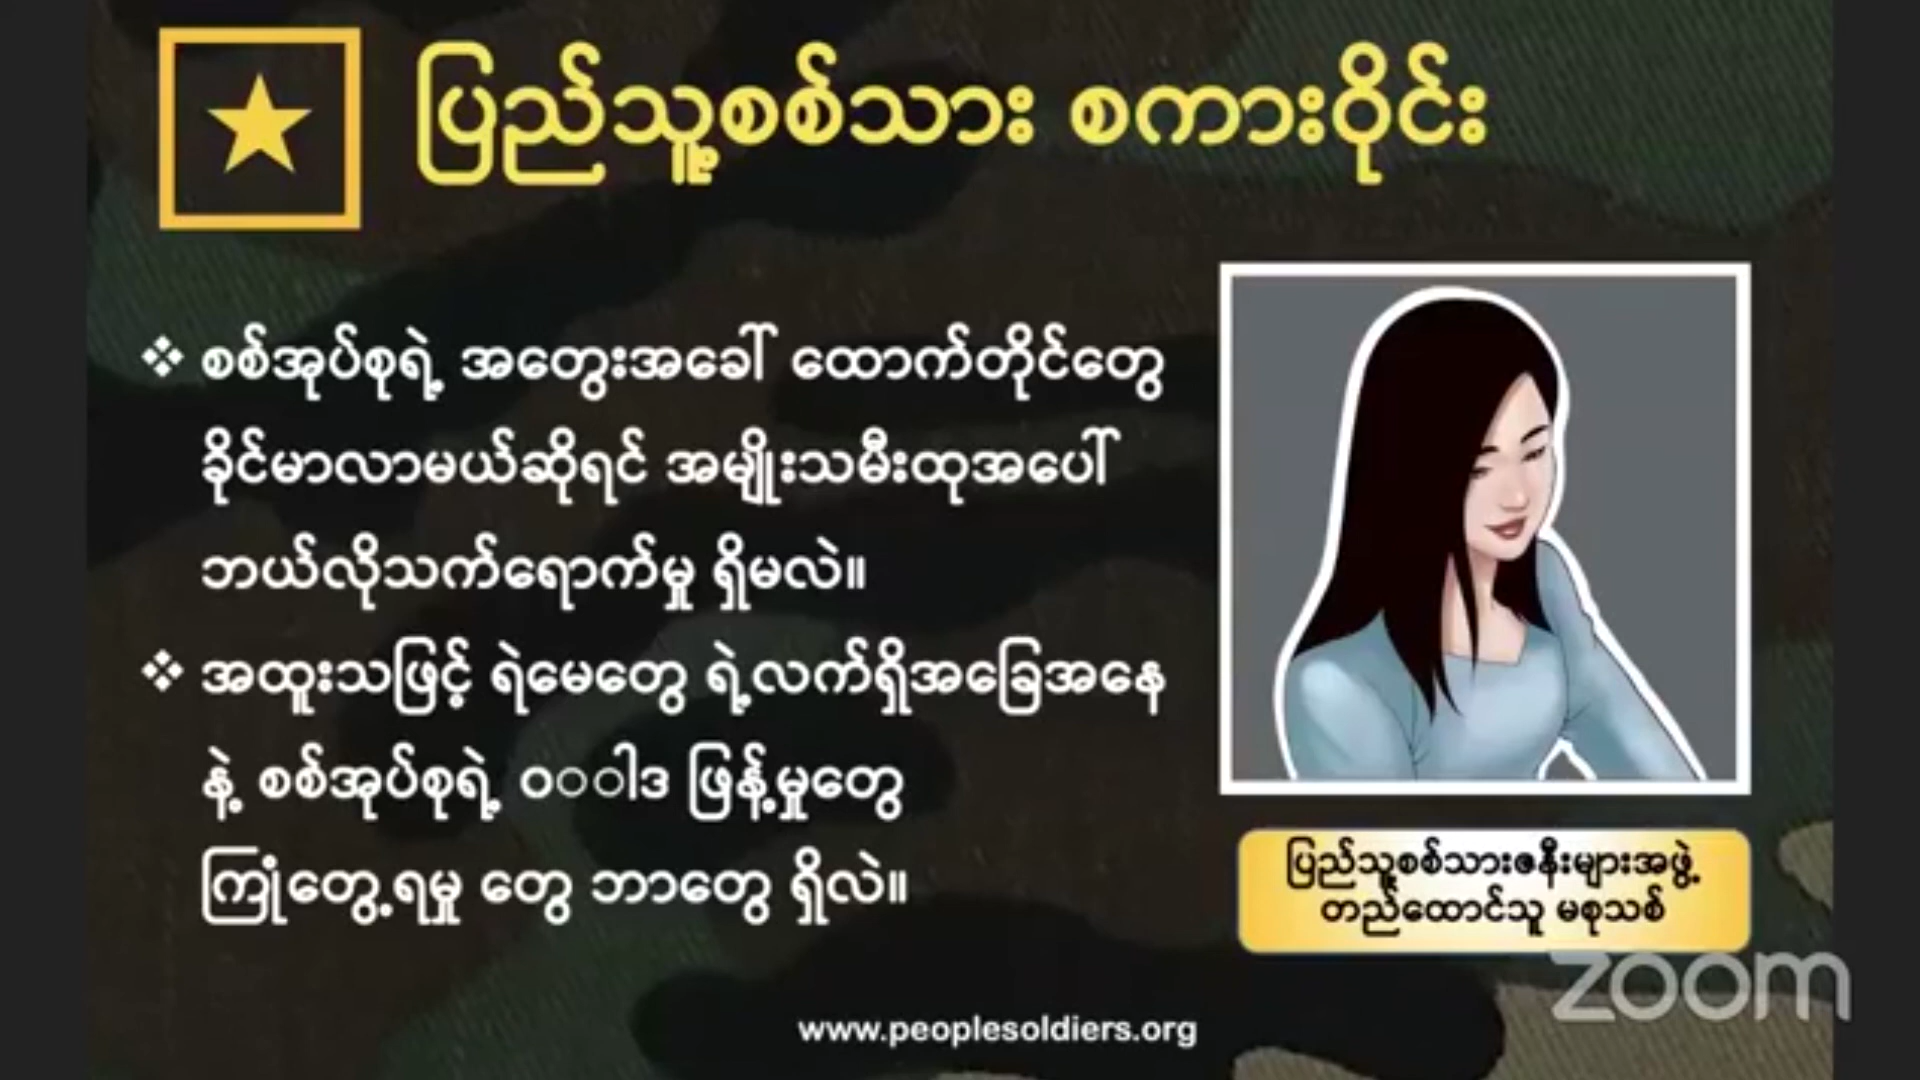 ပြည်သူ့စစ်သား စကားဝိုင်း
❖ စစ်အုပ်စုရဲ့ အတွေးအခေါ် ထောက်တိုင်တွေ
ခိုင်မာလာမယ်ဆိုရင် အမျိုးသမီးထုအပေါ်
ဘယ်လိုသက်ရောက်မှု ရှိမလဲ။
❖ အထူးသဖြင့် ရဲမေတွေ ရဲ့လက်ရှိအခြေအနေ
နဲ့ စစ်အုပ်စုရဲ့ ဝ၀၀ါဒ ဖြန့်မှုတွေ
ကြုံတွေ့ရမှု တွေ ဘာတွေ ရှိလဲ။
ပြည်သူ့စစ်သားဇနီးများအဖွဲ့
တည်ထောင်သူ မစုသစ်
zoom
www.peoplesoldiers.org